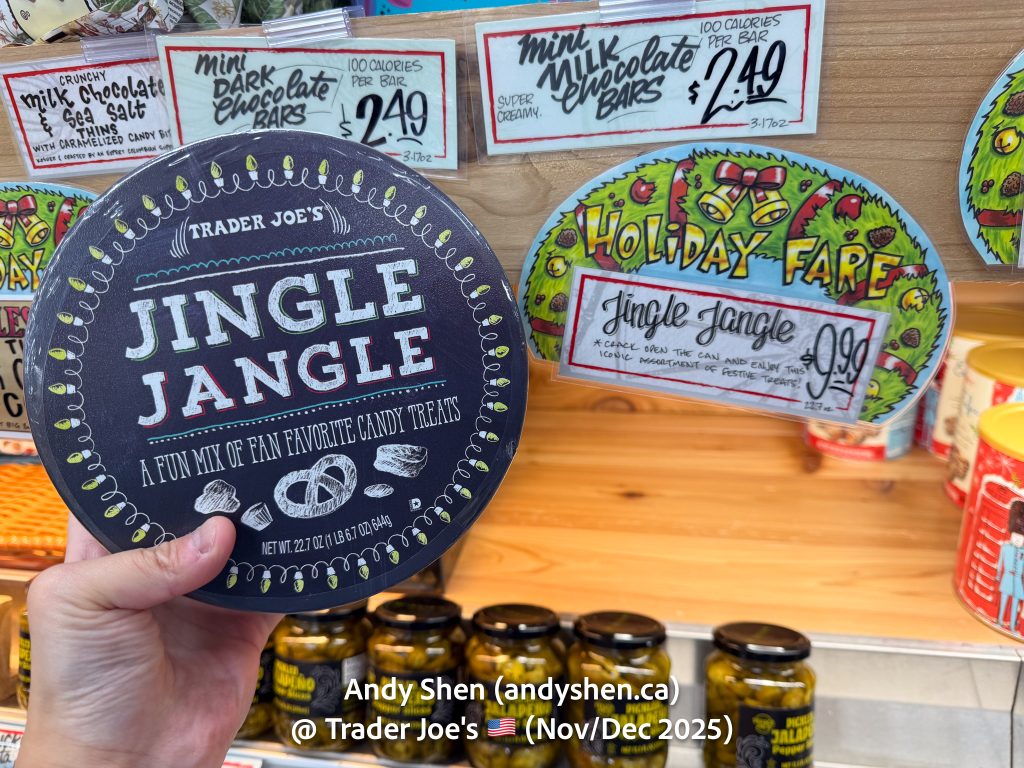 CRUNCHY
milk chocolate
& SEA SALT
THINS
WITH CARAMELIZED CANDY
mini
DARK
chocolate
BARS
100 CALORIES
PER BAR
$2.49
3.17oz
mini
MILK
chocolate
BARS
SUPER
CREAMY.
100 CALORIES
PER BAR
$2.49
3.17oz
TRADER JOE'S
JINGLE
JANGLE
A FUN MIX OF FAN FAVORITE CANDY TREATS
NET WT. 22.7 OZ (1 LB 6.7 OZ) 644g
HOLiDAY FARE
Jingle Jangle
*CRACK OPEN THE CAN AND ENJOY THIS
ICONIC ASSORTMENT OF FESTIVE TREATS!
$9.99
22.7 oz
PICKLED
JALAPEÑO
Pepper
Andy Shen (andyshen.ca)
@ Trader Joe's 🇺🇸 (Nov/Dec 2025)